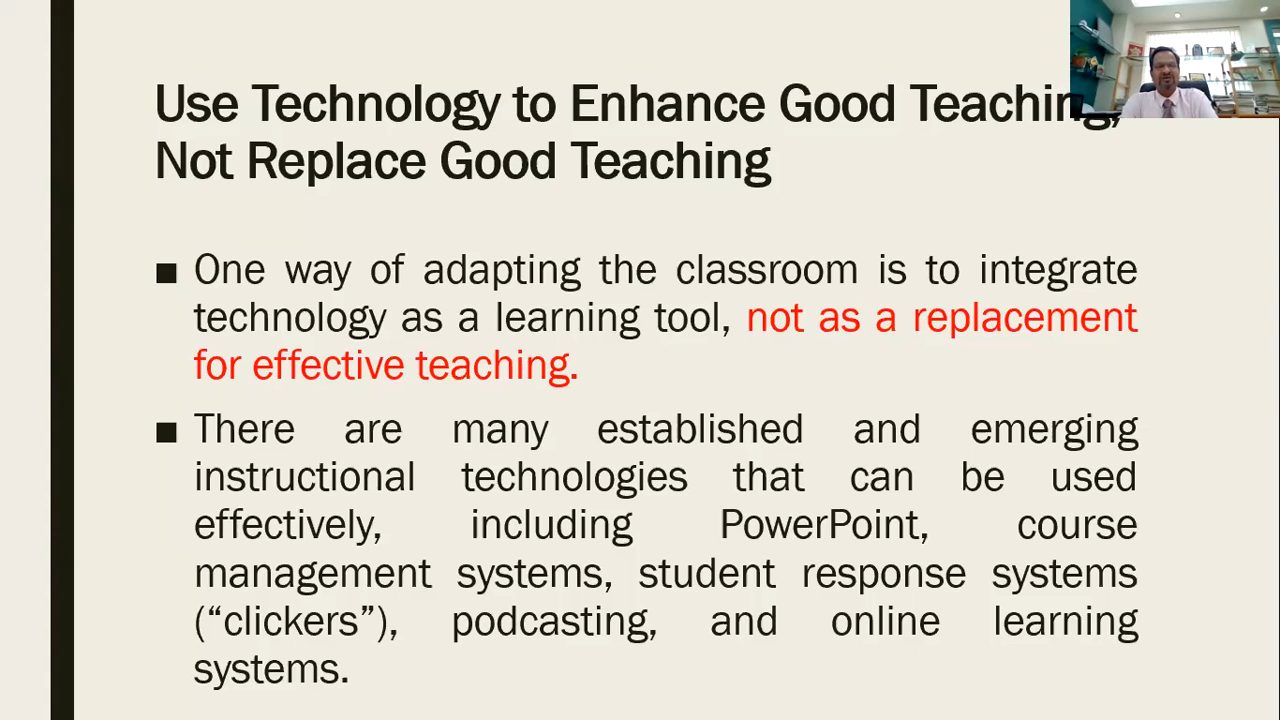 Use Technology to Enhance Good Teaching,
Not Replace Good Teaching
■ One way of adapting the classroom is to integrate
technology as a learning tool, not as a replacement
for effective teaching.
■ There are many established and emerging
instructional technologies that can be used
effectively, including PowerPoint, course
management systems, student response systems
(“clickers”), podcasting, and online learning
systems.